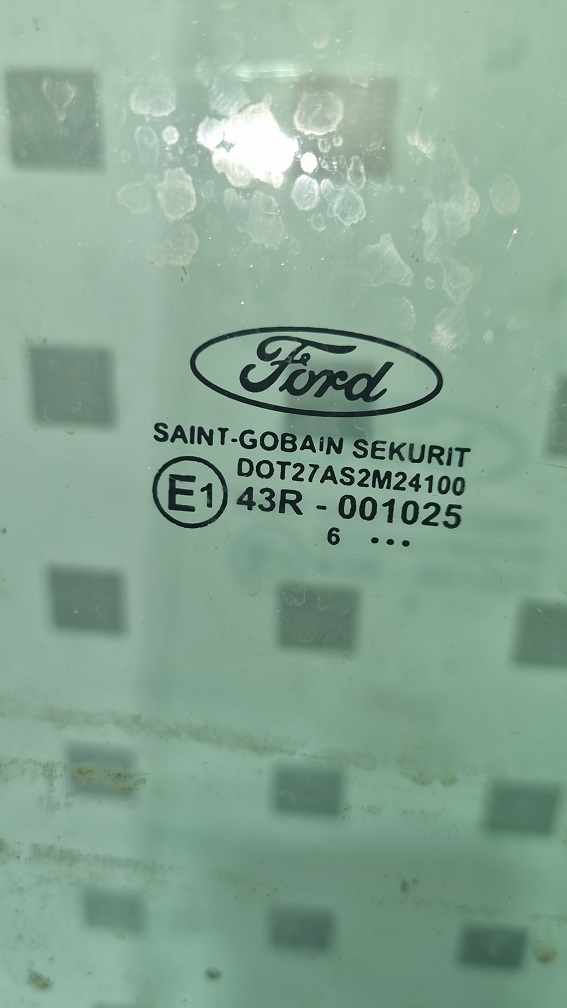 Ford
SAINT-GOBAIN SEKURIT
DOT27AS2M24100
E1 43R - 001025
6 ...